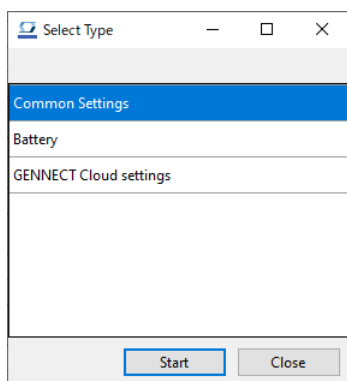 Select Type
Common Settings
Battery
GENNECT Cloud settings
Start
Close